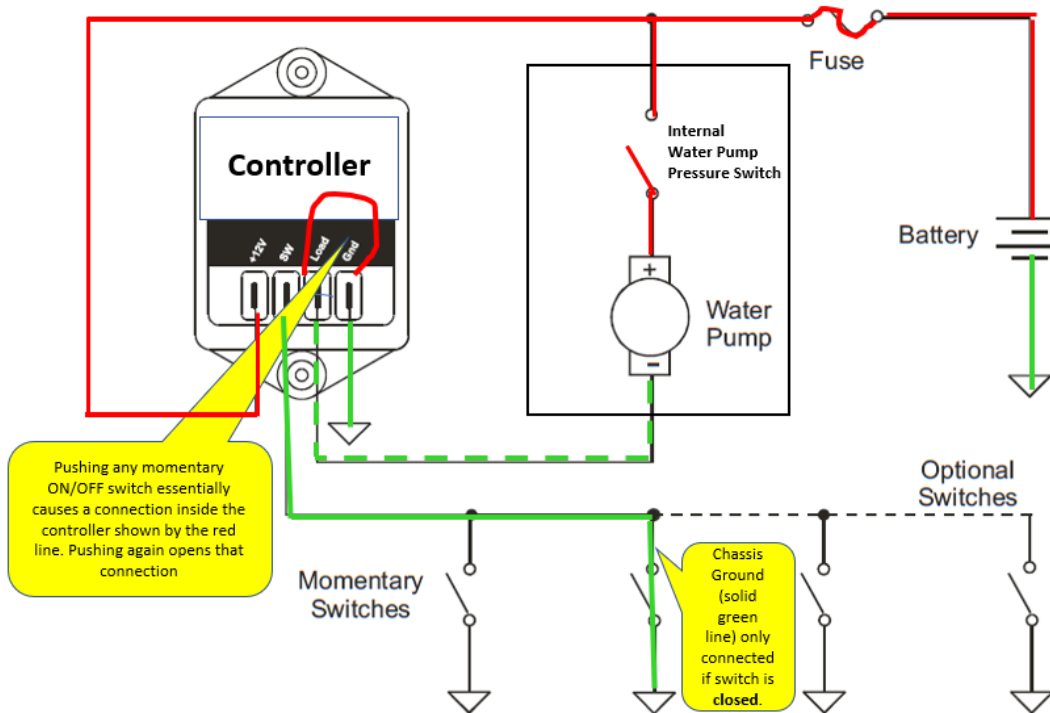 Fuse
Controller
Internal
Water Pump
Pressure Switch
+12V
SW
Load
Gnd
Battery
+
Water
Pump
-
Pushing any momentary
ON/OFF switch essentially
causes a connection inside the
controller shown by the red
line. Pushing again opens that
connection
Optional
Switches
Momentary
Switches
Chassis
Ground
(solid
green
line) only
connected
if switch is
closed.